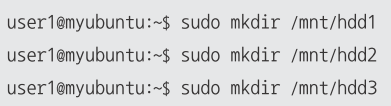 user1@myubuntu:~$ sudo mkdir /mnt/hdd1
user1@myubuntu:~$ sudo mkdir /mnt/hdd2
user1@myubuntu:~$ sudo mkdir /mnt/hdd3